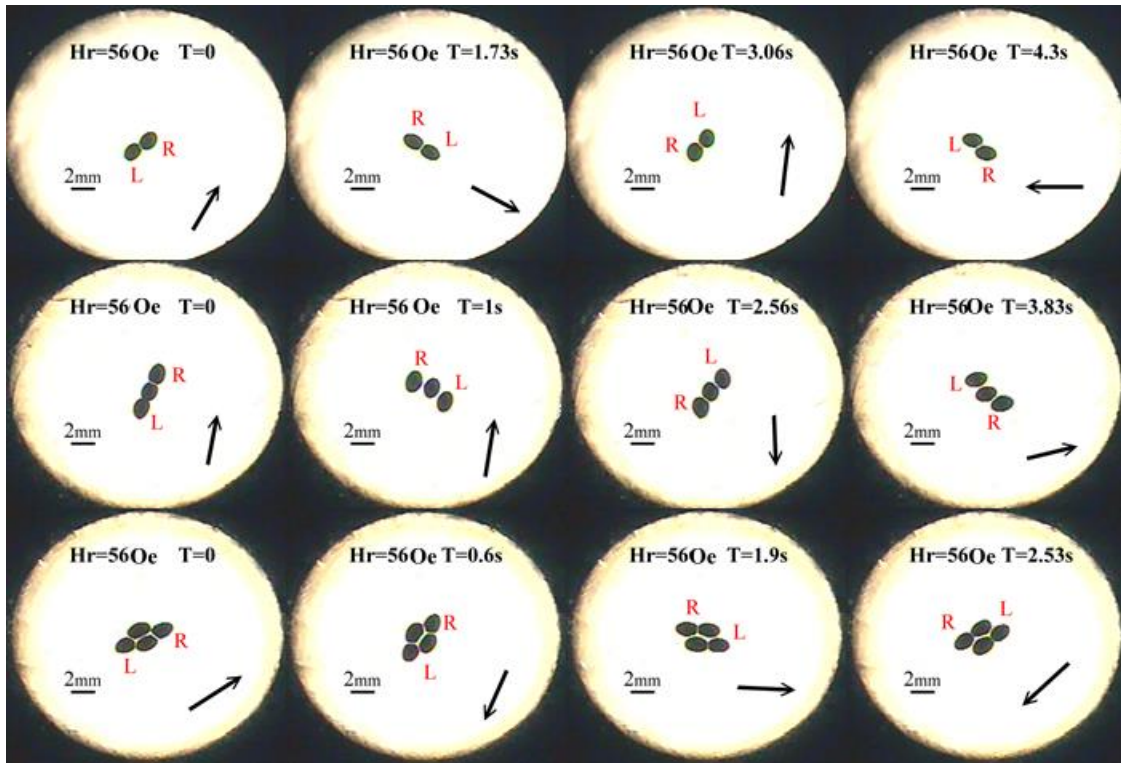 Hr=56 Oe T=0
R
L
2mm
Hr=56 Oe T=1.73s
R
L
2mm
Hr=56 Oe T=3.06s
L
R
2mm
Hr=56 Oe T=4.3s
L
R
2mm
Hr=56 Oe T=0
R
L
2mm
Hr=56 Oe T=1s
R
L
2mm
Hr=56Oe T=2.56s
L
R
2mm
Hr=56Oe T=3.83s
L
R
2mm
Hr=56Oe T=0
R
L
2mm
Hr=56Oe T=0.6s
R
L
2mm
Hr=56Oe T=1.9s
R
L
2mm
Hr=56Oe T=2.53s
L
R
2mm